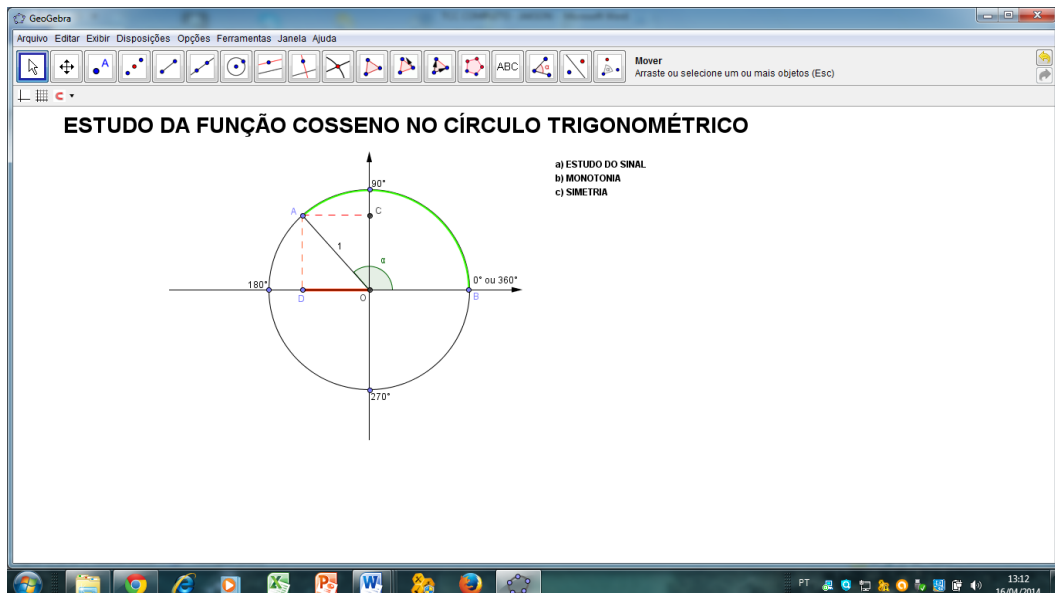 GeoGebra
Arquivo Editar Exibir Disposições Opções Ferramentas Janela Ajuda
A
ABC
Mover
Arraste ou selecione um ou mais objetos (Esc)
ESTUDO DA FUNÇÃO COSSENO NO CÍRCULO TRIGONOMÉTRICO
a) ESTUDO DO SINAL
b) MONOTONIA
c) SIMETRIA
90°
A
C
1
α
180°
0° ou 360°
D
O
B
270°
PT
13:12
16/04/2014